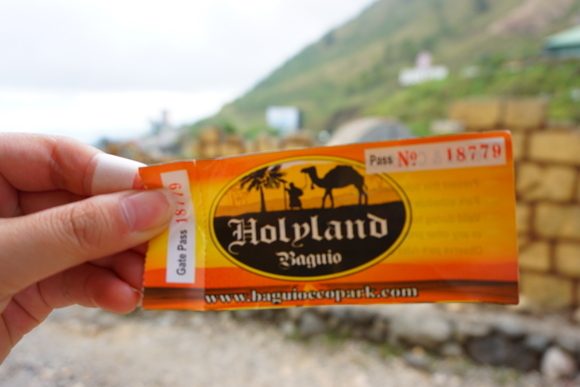 Gate Pass 18779
Pass No 18779
Holyland
Baguio
www.baguioecopark.com